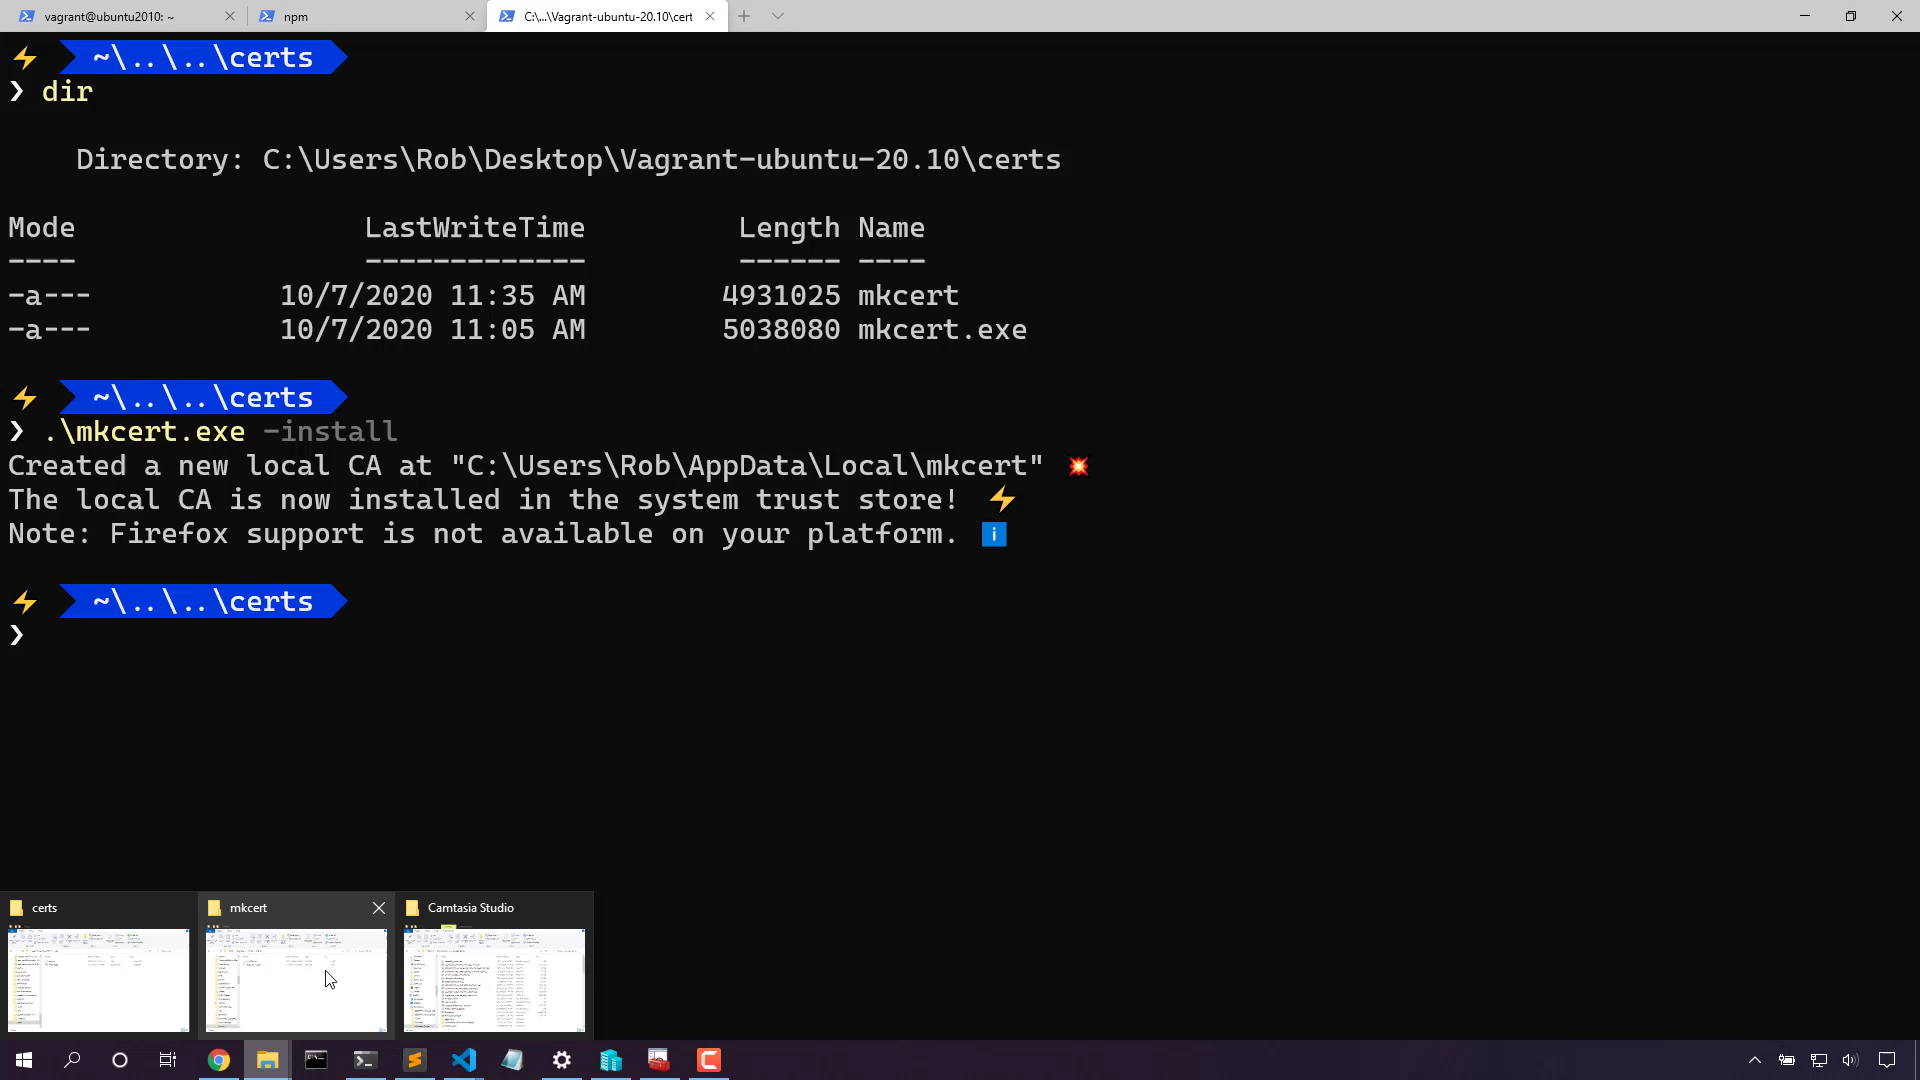 vagrant@ubuntu2010: ~
npm
C:\...\Vagrant-ubuntu-20.10\cert
~\..\..\certs
❯ dir
Directory: C:\Users\Rob\Desktop\Vagrant-ubuntu-20.10\certs
Mode LastWriteTime Length Name
---- ------------- ------ ----
-a--- 10/7/2020 11:35 AM 4931025 mkcert
-a--- 10/7/2020 11:05 AM 5038080 mkcert.exe
~\..\..\certs
❯ .\mkcert.exe -install
Created a new local CA at "C:\Users\Rob\AppData\Local\mkcert" 💥
The local CA is now installed in the system trust store! ⚡
Note: Firefox support is not available on your platform. ℹ️
~\..\..\certs
❯
certs
mkcert
Camtasia Studio